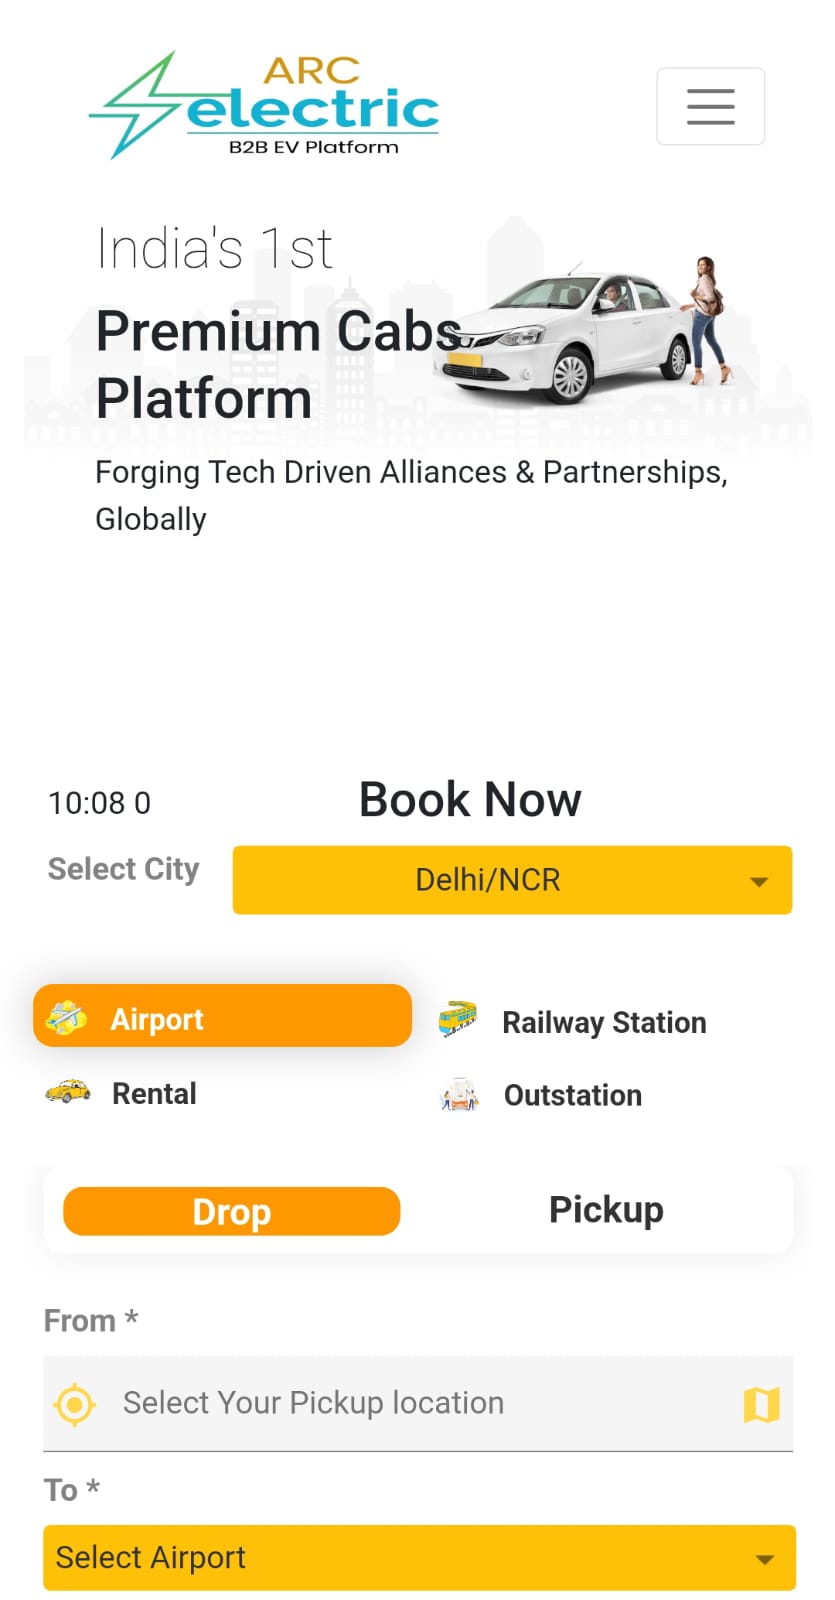 ARC
electric
B2B EV Platform
India's 1st
Premium Cabs
Platform
Forging Tech Driven Alliances & Partnerships,
Globally
10:08 0
Book Now
Select City
Delhi/NCR
Airport
Railway Station
Rental
Outstation
Drop
Pickup
From *
Select Your Pickup location
To *
Select Airport